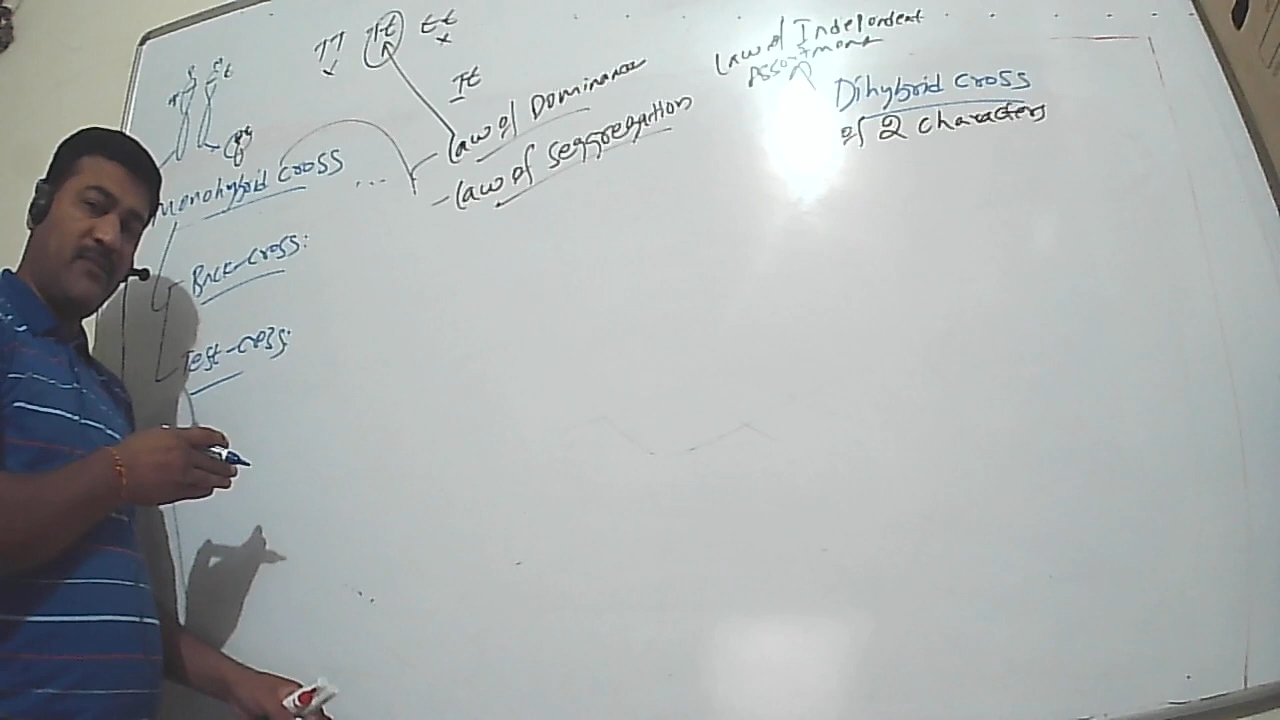 TT Tt tt
Tt
Law of Dominance
Law of Seggregation
Monohybrid Cross ...
Back-Cross:
Test-Cross:
Law of Independent
Assortment
Dihybrid Cross
of 2 characters